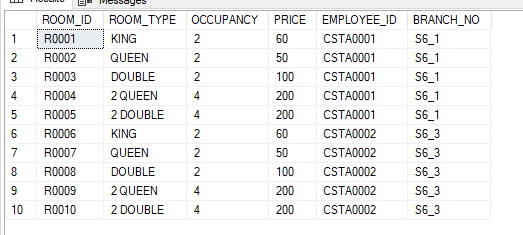 Messages
ROOM_ID ROOM_TYPE OCCUPANCY PRICE EMPLOYEE_ID BRANCH_NO
1 R0001 KING 2 60 CSTA0001 S6_1
2 R0002 QUEEN 2 50 CSTA0001 S6_1
3 R0003 DOUBLE 2 100 CSTA0001 S6_1
4 R0004 2 QUEEN 4 200 CSTA0001 S6_1
5 R0005 2 DOUBLE 4 200 CSTA0001 S6_1
6 R0006 KING 2 60 CSTA0002 S6_3
7 R0007 QUEEN 2 50 CSTA0002 S6_3
8 R0008 DOUBLE 2 100 CSTA0002 S6_3
9 R0009 2 QUEEN 4 200 CSTA0002 S6_3
10 R0010 2 DOUBLE 4 200 CSTA0002 S6_3